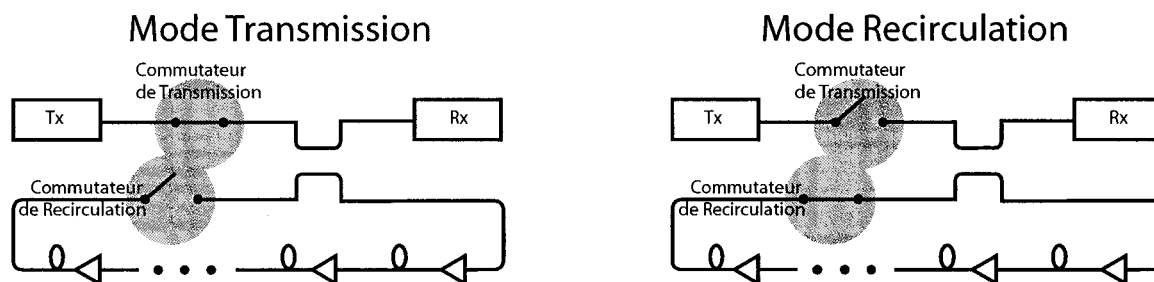 Mode Transmission
Commutateur
de Transmission
Tx
Rx
Commutateur
de Recirculation
Mode Recirculation
Commutateur
de Transmission
Tx
Rx
Commutateur
de Recirculation